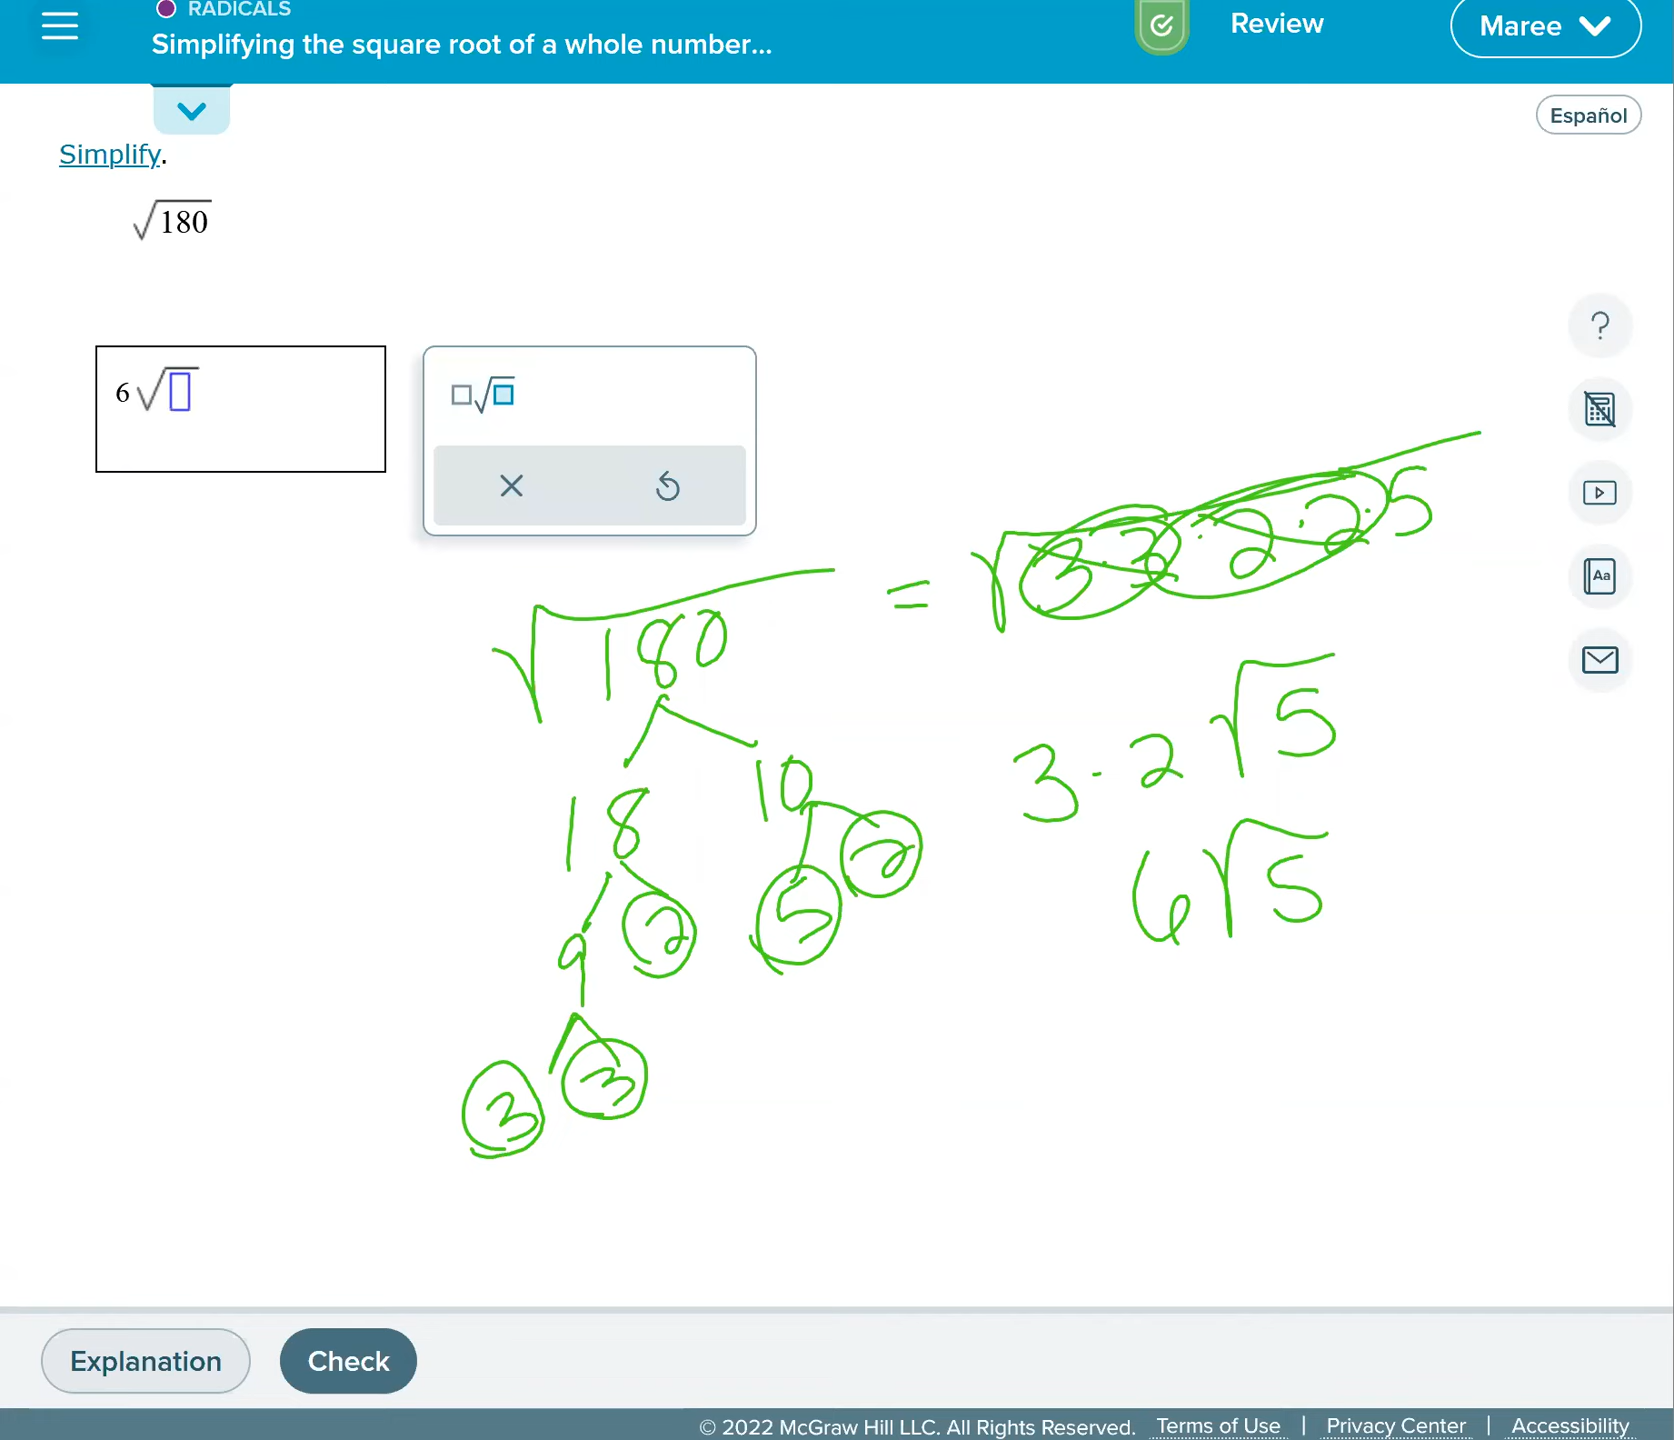 RADICALS
Simplifying the square root of a whole number...
Review
Maree
Español
Simplify.
√180
6√
√
√180 = √3·3·2·2·5
18 10
3·2√5
9 2 5 2
6√5
3 3
Aa
Explanation
Check
© 2022 McGraw Hill LLC. All Rights Reserved. Terms of Use | Privacy Center | Accessibility